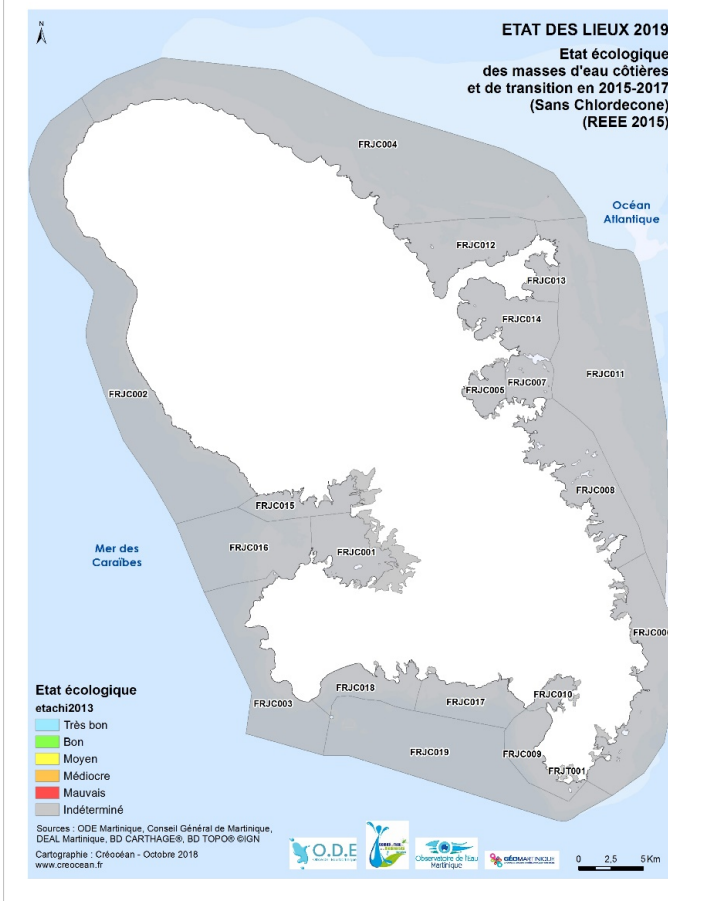 N
ETAT DES LIEUX 2019
Etat écologique
des masses d'eau côtières
et de transition en 2015-2017
(Sans Chlordecone)
(REEE 2015)
FRJC004
Océan
Atlantique
FRJC012
FRJC013
FRJC014
FRJC011
FRJC005
FRJC007
FRJC002
FRJC008
FRJC015
FRJC016
FRJC001
Mer des
Caraïbes
FRJC018
FRJC010
FRJC003
FRJC017
FRJC019
FRJC009
FRJT001
Etat écologique
etachi2013
Très bon
Bon
Moyen
Médiocre
Mauvais
Indéterminé
Sources : ODE Martinique, Conseil Général de Martinique,
DEAL Martinique, BD CARTHAGE®, BD TOPO® ©IGN
Cartographie : Créocéan - Octobre 2018
www.creocean.fr
O.D.E
Observatoire de l'Eau
Martinique
GÉOMARTINIQUE
0 2,5 5 Km